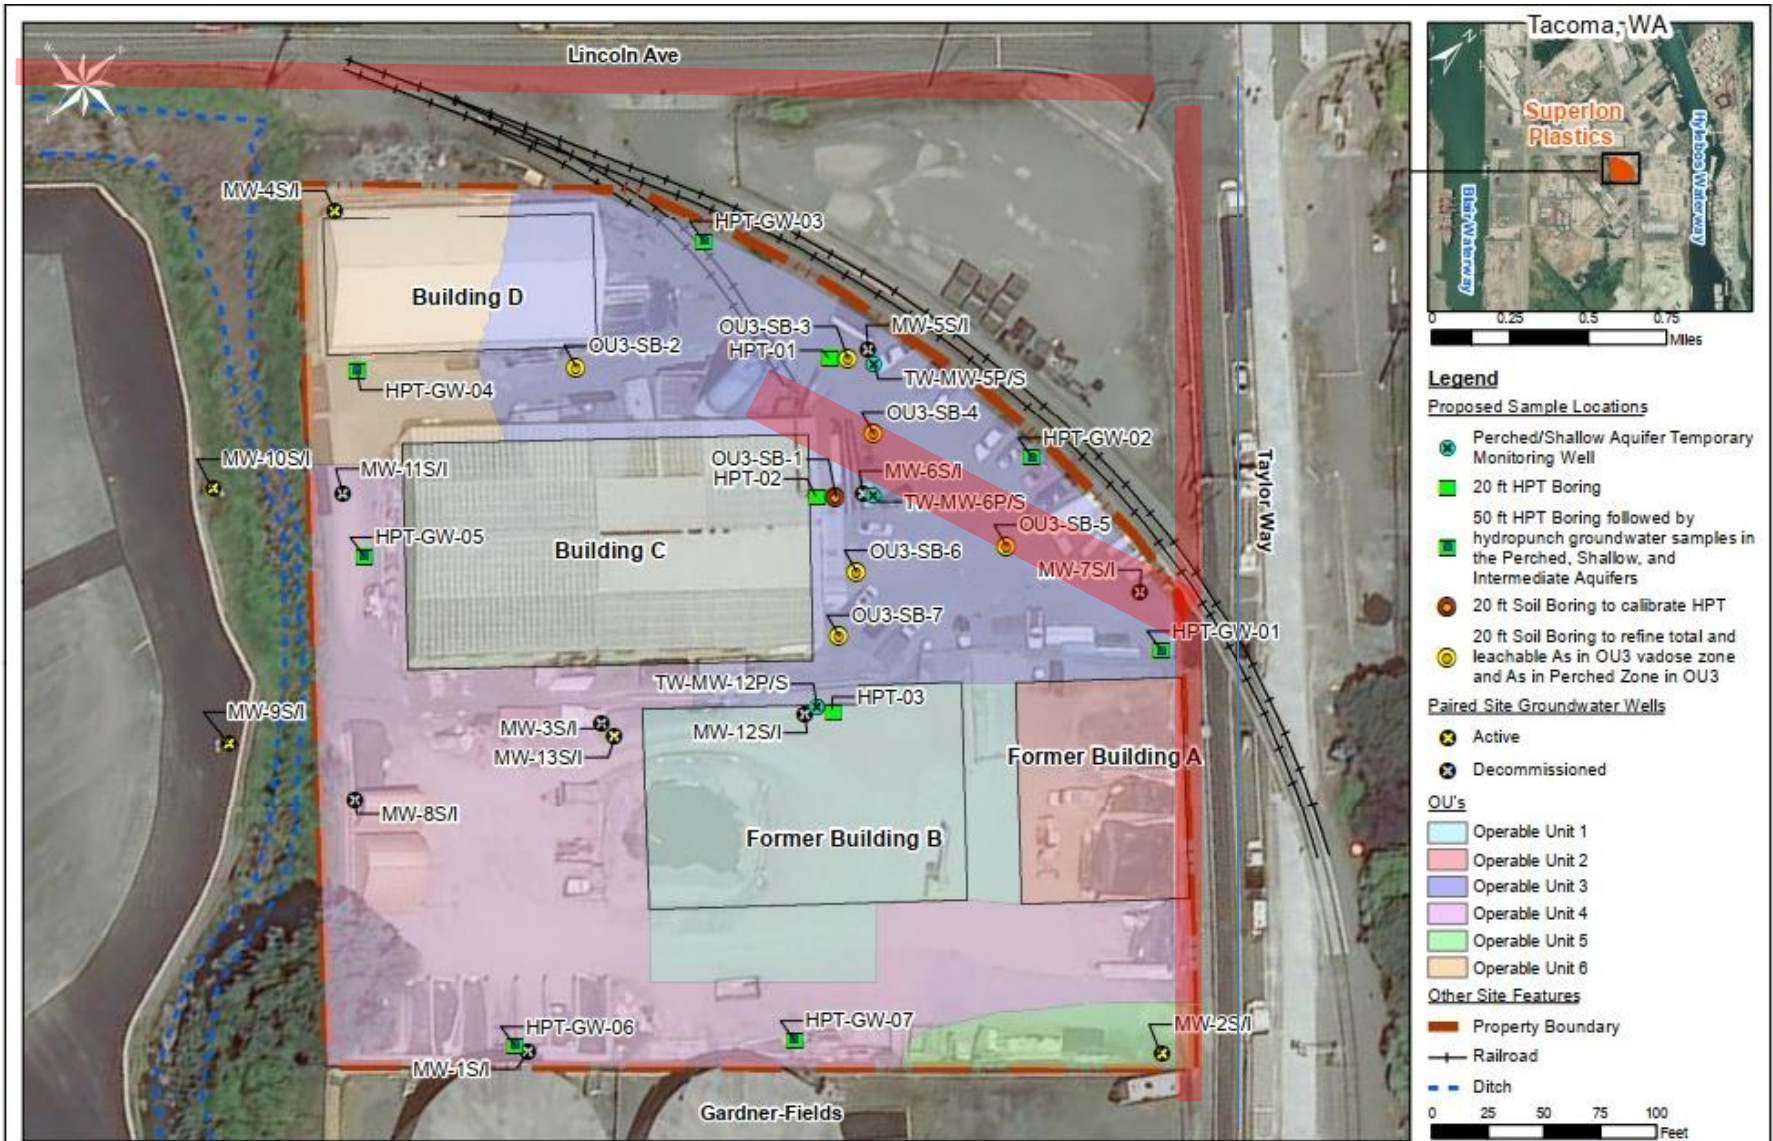 Lincoln Ave
W
N
S
E
MW-4S/I
HPT-GW-03
Building D
OU3-SB-3
MW-5S/I
OU3-SB-2
HPT-01
TW-MW-5P/S
HPT-GW-04
OU3-SB-4
HPT-GW-02
MW-10S/I
MW-11S/I
OU3-SB-1
MW-6S/I
HPT-02
TW-MW-6P/S
Taylor Way
OU3-SB-5
HPT-GW-05
Building C
OU3-SB-6
MW-7S/I
OU3-SB-7
HPT-GW-01
TW-MW-12P/S
HPT-03
MW-9S/I
MW-3S/I
MW-12S/I
MW-13S/I
Former Building A
MW-8S/I
Former Building B
HPT-GW-06
HPT-GW-07
MW-2S/I
MW-1S/I
Gardner-Fields
Tacoma, WA
N
Superlon
Plastics
Hylebos Waterway
Blair Waterway
0 0.25 0.5 0.75
Miles
Legend
Proposed Sample Locations
Perched/Shallow Aquifer Temporary
Monitoring Well
20 ft HPT Boring
50 ft HPT Boring followed by
hydropunch groundwater samples in
the Perched, Shallow, and
Intermediate Aquifers
20 ft Soil Boring to calibrate HPT
20 ft Soil Boring to refine total and
leachable As in OU3 vadose zone
and As in Perched Zone in OU3
Paired Site Groundwater Wells
Active
Decommissioned
OU's
Operable Unit 1
Operable Unit 2
Operable Unit 3
Operable Unit 4
Operable Unit 5
Operable Unit 6
Other Site Features
Property Boundary
Railroad
Ditch
0 25 50 75 100
Feet